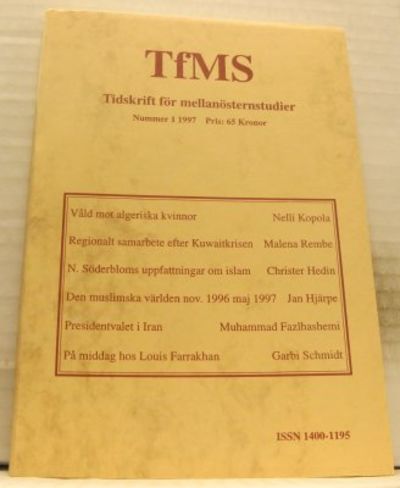 TfMS
Tidskrift för mellanösternstudier
Nummer 1 1997 Pris: 65 Kronor
Våld mot algeriska kvinnor Nelli Kopola
Regionalt samarbete efter Kuwaitkrisen Malena Rembe
N. Söderbloms uppfattningar om islam Christer Hedin
Den muslimska världen nov. 1996 maj 1997 Jan Hjärpe
Presidentvalet i Iran Muhammad Fazlhashemi
På middag hos Louis Farrakhan Garbi Schmidt
ISSN 1400-1195